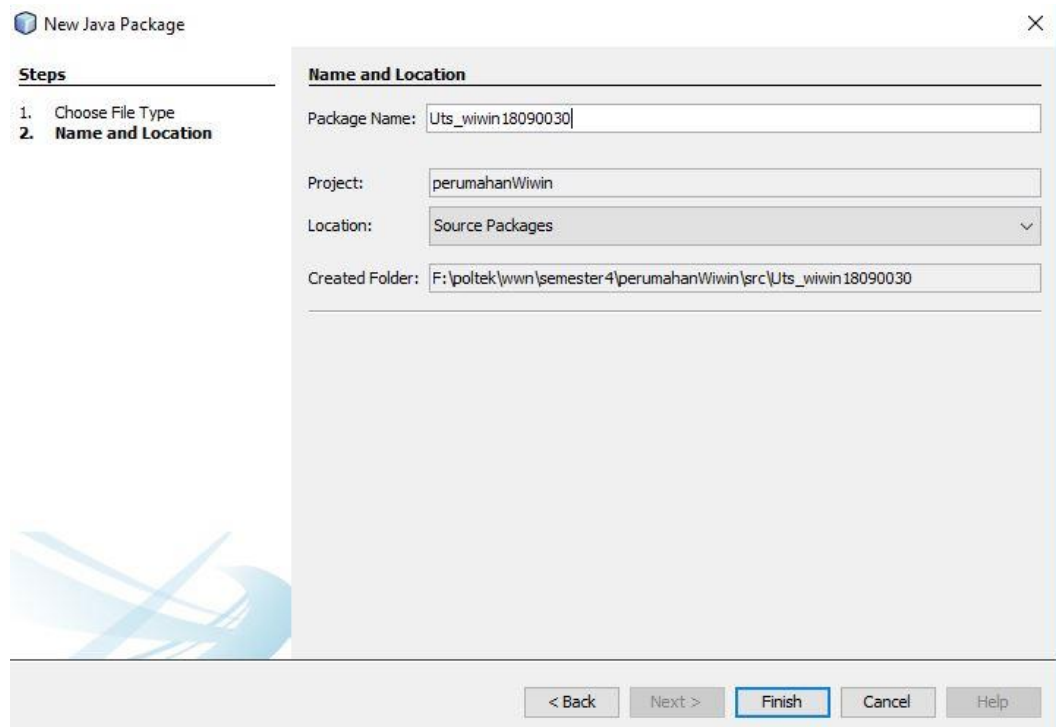 New Java Package
Steps
1. Choose File Type
2. Name and Location
Name and Location
Package Name: Uts_wiwin18090030
Project: perumahanWiwin
Location: Source Packages
Created Folder: F:\poltek\wwn\semester4\perumahanWiwin\src\Uts_wiwin18090030
< Back Next > Finish Cancel Help